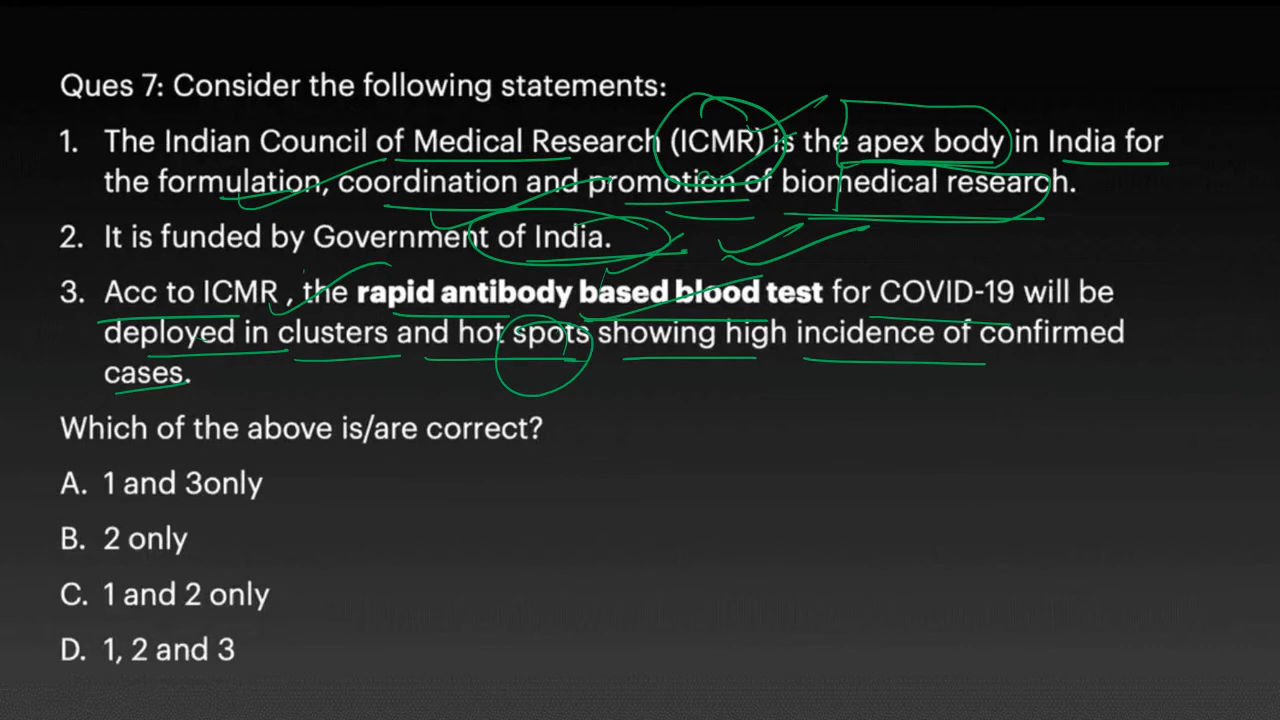 Ques 7: Consider the following statements:
1. The Indian Council of Medical Research (ICMR) is the apex body in India for
the formulation, coordination and promotion of biomedical research.
2. It is funded by Government of India.
3. Acc to ICMR , the rapid antibody based blood test for COVID-19 will be
deployed in clusters and hot spots showing high incidence of confirmed
cases.
Which of the above is/are correct?
A. 1 and 3only
B. 2 only
C. 1 and 2 only
D. 1, 2 and 3